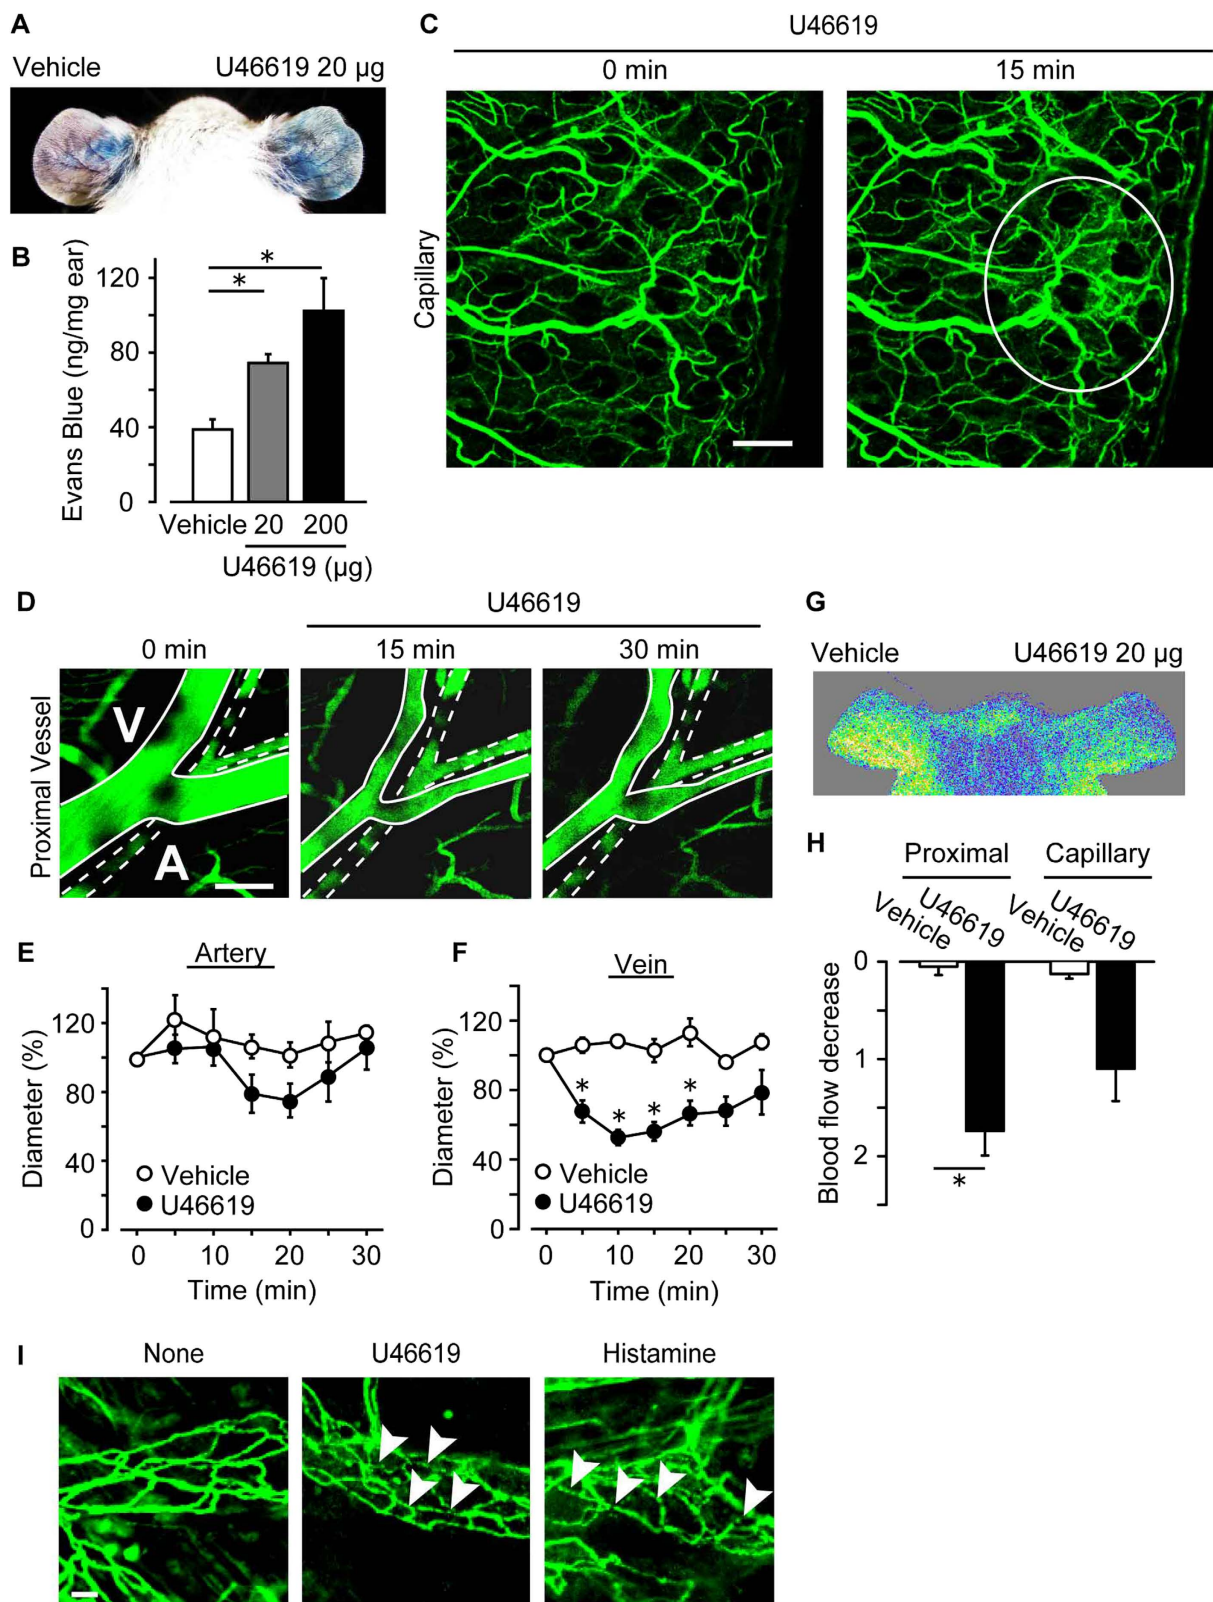 A
Vehicle U46619 20 µg
B
Evans Blue (ng/mg ear)
120
80
40
0
Vehicle 20 200
U46619 (µg)
C
U46619
0 min 15 min
Capillary
D
U46619
0 min 15 min 30 min
Proximal Vessel
V
A
E
Artery
Diameter (%)
120
80
40
0
Vehicle
U46619
0 10 20 30
Time (min)
F
Vein
Diameter (%)
120
80
40
0
* * * *
Vehicle
U46619
0 10 20 30
Time (min)
G
Vehicle U46619 20 µg
H
Proximal Capillary
Vehicle U46619 Vehicle U46619
Blood flow decrease
0
1
2
*
I
None U46619 Histamine